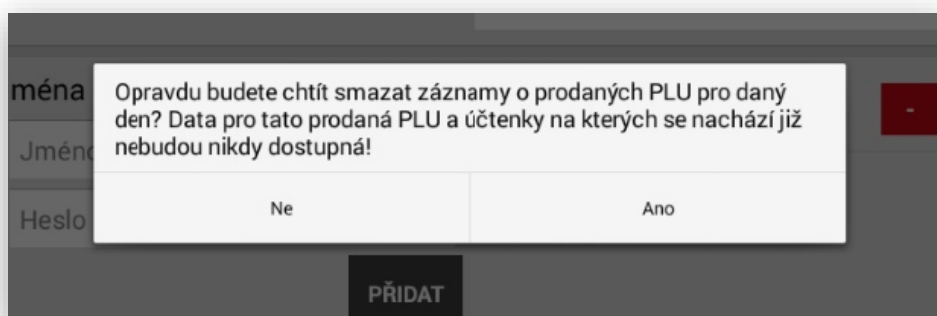 ména
Opravdu budete chtít smazat záznamy o prodaných PLU pro daný
den? Data pro tato prodaná PLU a účtenky na kterých se nachází již
nebudou nikdy dostupná!
-
Jméno
Heslo
Ne
Ano
PŘIDAT